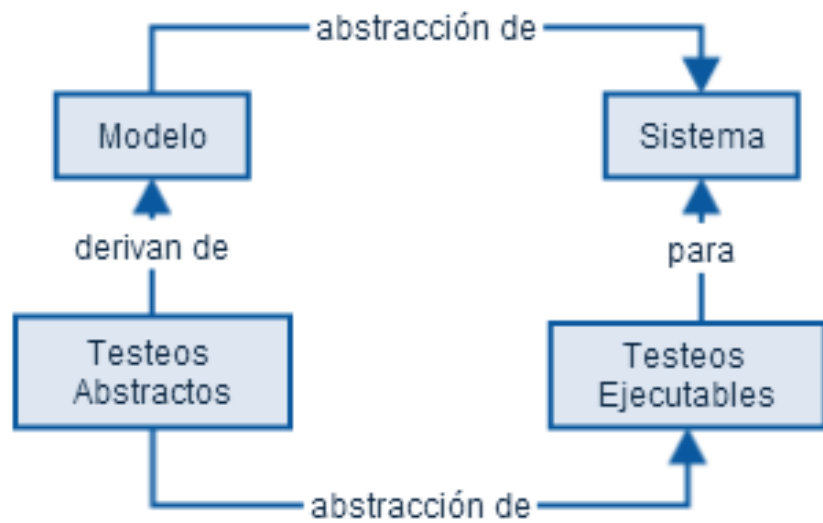 abstracción de
Modelo
Sistema
derivan de
para
Testeos
Abstractos
Testeos
Ejecutables
abstracción de